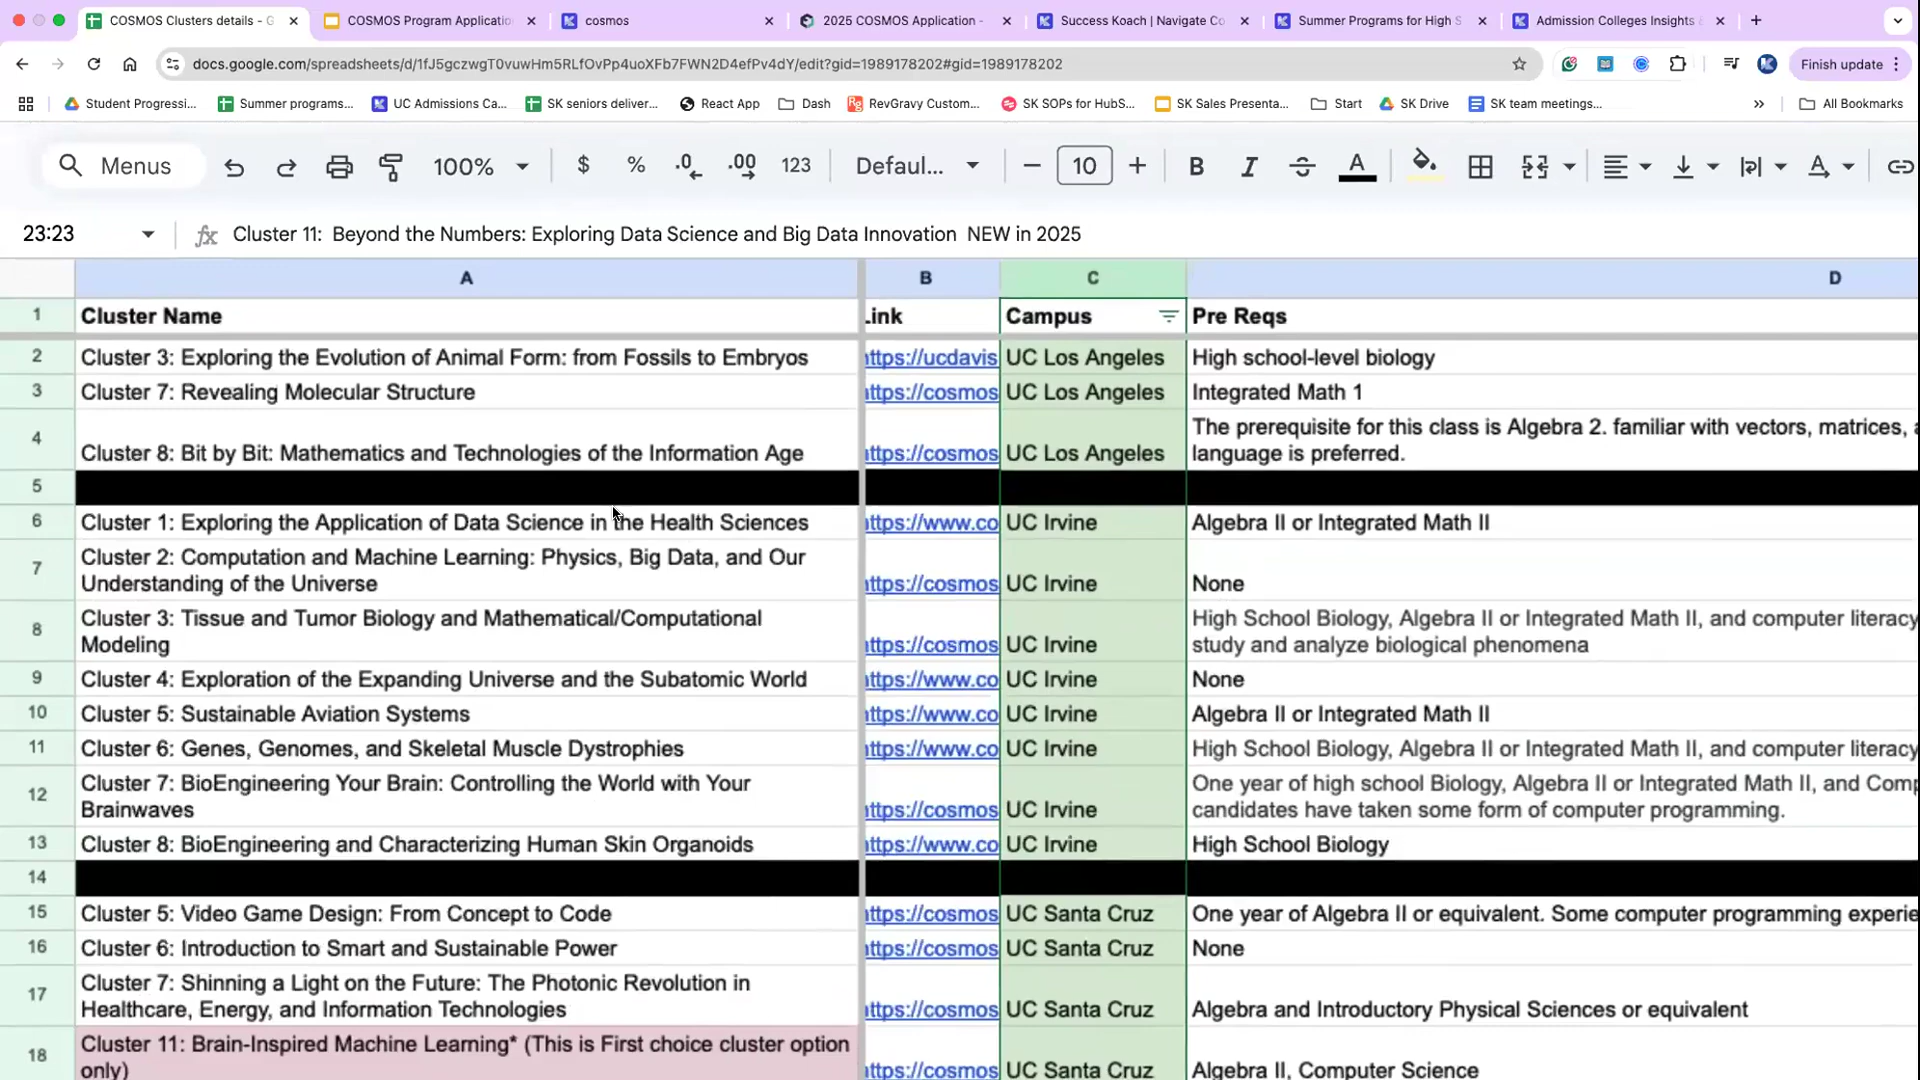 COSMOS Clusters details - G
COSMOS Program Applicatio
cosmos
2025 COSMOS Application -
Success Koach | Navigate Co
Summer Programs for High S
Admission Colleges Insights
docs.google.com/spreadsheets/d/1fJ5gczwgT0vuwHm5RLfOvPp4uoXFb7FWN2D4efPv4dY/edit?gid=1989178202#gid=1989178202
Finish update
Student Progressi...
Summer programs...
UC Admissions Ca...
SK seniors deliver...
React App
Dash
RevGravy Custom...
SK SOPs for HubS...
SK Sales Presenta...
Start
SK Drive
SK team meetings...
»
All Bookmarks
Menus
100%
$
%
.0
.00
123
Defaul...
10
B
I
A
A
23:23
fx
Cluster 11: Beyond the Numbers: Exploring Data Science and Big Data Innovation NEW in 2025
A B C D
1 Cluster Name Link Campus Pre Reqs
2 Cluster 3: Exploring the Evolution of Animal Form: from Fossils to Embryos https://ucdavis UC Los Angeles High school-level biology
3 Cluster 7: Revealing Molecular Structure https://cosmos UC Los Angeles Integrated Math 1
The prerequisite for this class is Algebra 2. familiar with vectors, matrices,
4 Cluster 8: Bit by Bit: Mathematics and Technologies of the Information Age https://cosmos UC Los Angeles language is preferred.
5
6 Cluster 1: Exploring the Application of Data Science in the Health Sciences https://www.co UC Irvine Algebra II or Integrated Math II
Cluster 2: Computation and Machine Learning: Physics, Big Data, and Our
7 Understanding of the Universe https://cosmos UC Irvine None
Cluster 3: Tissue and Tumor Biology and Mathematical/Computational High School Biology, Algebra II or Integrated Math II, and computer literacy
8 Modeling https://cosmos UC Irvine study and analyze biological phenomena
9 Cluster 4: Exploration of the Expanding Universe and the Subatomic World https://www.co UC Irvine None
10 Cluster 5: Sustainable Aviation Systems https://www.co UC Irvine Algebra II or Integrated Math II
11 Cluster 6: Genes, Genomes, and Skeletal Muscle Dystrophies https://www.co UC Irvine High School Biology, Algebra II or Integrated Math II, and computer literacy
Cluster 7: BioEngineering Your Brain: Controlling the World with Your One year of high school Biology, Algebra II or Integrated Math II, and Comp
12 Brainwaves https://cosmos UC Irvine candidates have taken some form of computer programming.
13 Cluster 8: BioEngineering and Characterizing Human Skin Organoids https://www.co UC Irvine High School Biology
14
15 Cluster 5: Video Game Design: From Concept to Code https://cosmos UC Santa Cruz One year of Algebra II or equivalent. Some computer programming experie
16 Cluster 6: Introduction to Smart and Sustainable Power https://cosmos UC Santa Cruz None
Cluster 7: Shinning a Light on the Future: The Photonic Revolution in
17 Healthcare, Energy, and Information Technologies https://cosmos UC Santa Cruz Algebra and Introductory Physical Sciences or equivalent
Cluster 11: Brain-Inspired Machine Learning* (This is First choice cluster option
18 only) https://cosmos UC Santa Cruz Algebra II, Computer Science